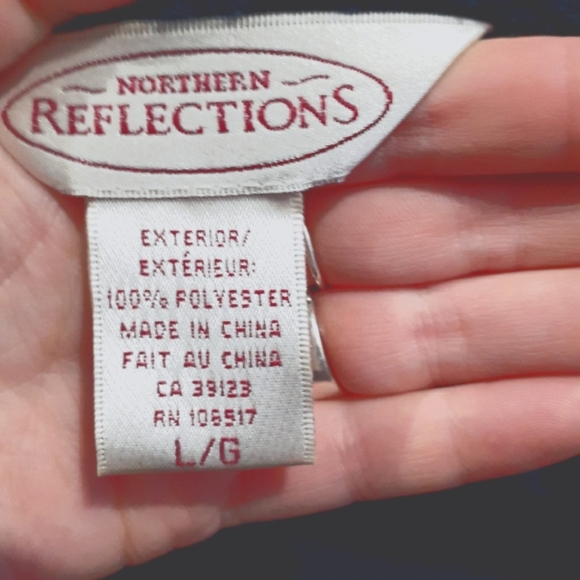 NORTHERN
REFLECTIONS
EXTERIOR/
EXTÉRIEUR:
100% POLYESTER
MADE IN CHINA
FAIT AU CHINA
CA 39123
RN 106517
L/G